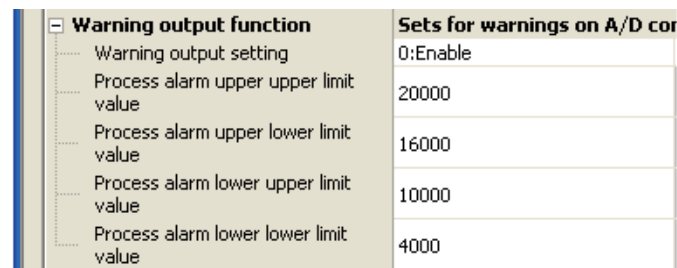 Warning output function Sets for warnings on A/D cor
Warning output setting 0:Enable
Process alarm upper upper limit
value 20000
Process alarm upper lower limit
value 16000
Process alarm lower upper limit
value 10000
Process alarm lower lower limit
value 4000